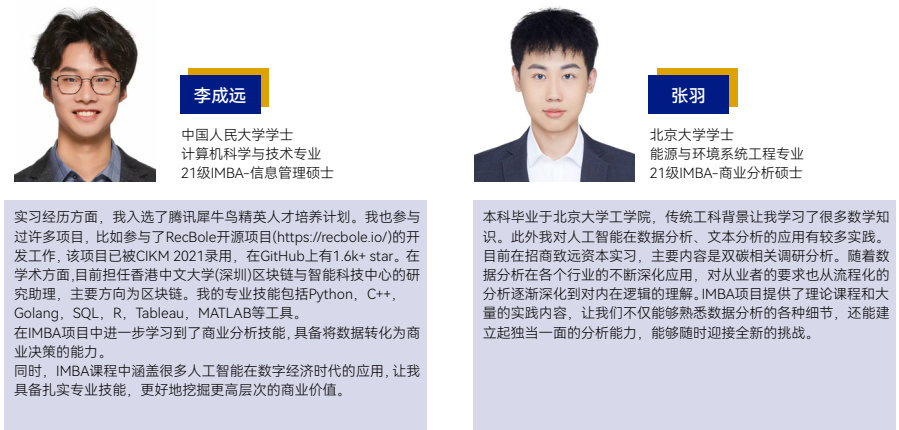 李成远
中国人民大学学士
计算机科学与技术专业
21级IMBA-信息管理硕士
实习经历方面，我入选了腾讯犀牛鸟精英人才培养计划。我也参与
过许多项目，比如参与了RecBole开源项目(https://recbole.io/)的开
发工作，该项目已被CIKM 2021录用，在GitHub上有1.6k+ star。在
学术方面,目前担任香港中文大学(深圳)区块链与智能科技中心的研
究助理，主要方向为区块链。我的专业技能包括Python，C++，
Golang，SQL，R，Tableau，MATLAB等工具。
在IMBA项目中进一步学习到了商业分析技能，具备将数据转化为商
业决策的能力。
同时，IMBA课程中涵盖很多人工智能在数字经济时代的应用，让我
具备扎实专业技能，更好地挖掘更高层次的商业价值。
张羽
北京大学学士
能源与环境系统工程专业
21级IMBA-商业分析硕士
本科毕业于北京大学工学院，传统工科背景让我学习了很多数学知
识。此外我对人工智能在数据分析、文本分析的应用有较多实践。
目前在招商致远资本实习，主要内容是双碳相关调研分析。随着数
据分析在各个行业的不断深化应用，对从业者的要求也从流程化的
分析逐渐深化到对内在逻辑的理解。IMBA项目提供了理论课程和大
量的实践内容，让我们不仅能够熟悉数据分析的各种细节，还能建
立起独当一面的分析能力，能够随时迎接全新的挑战。